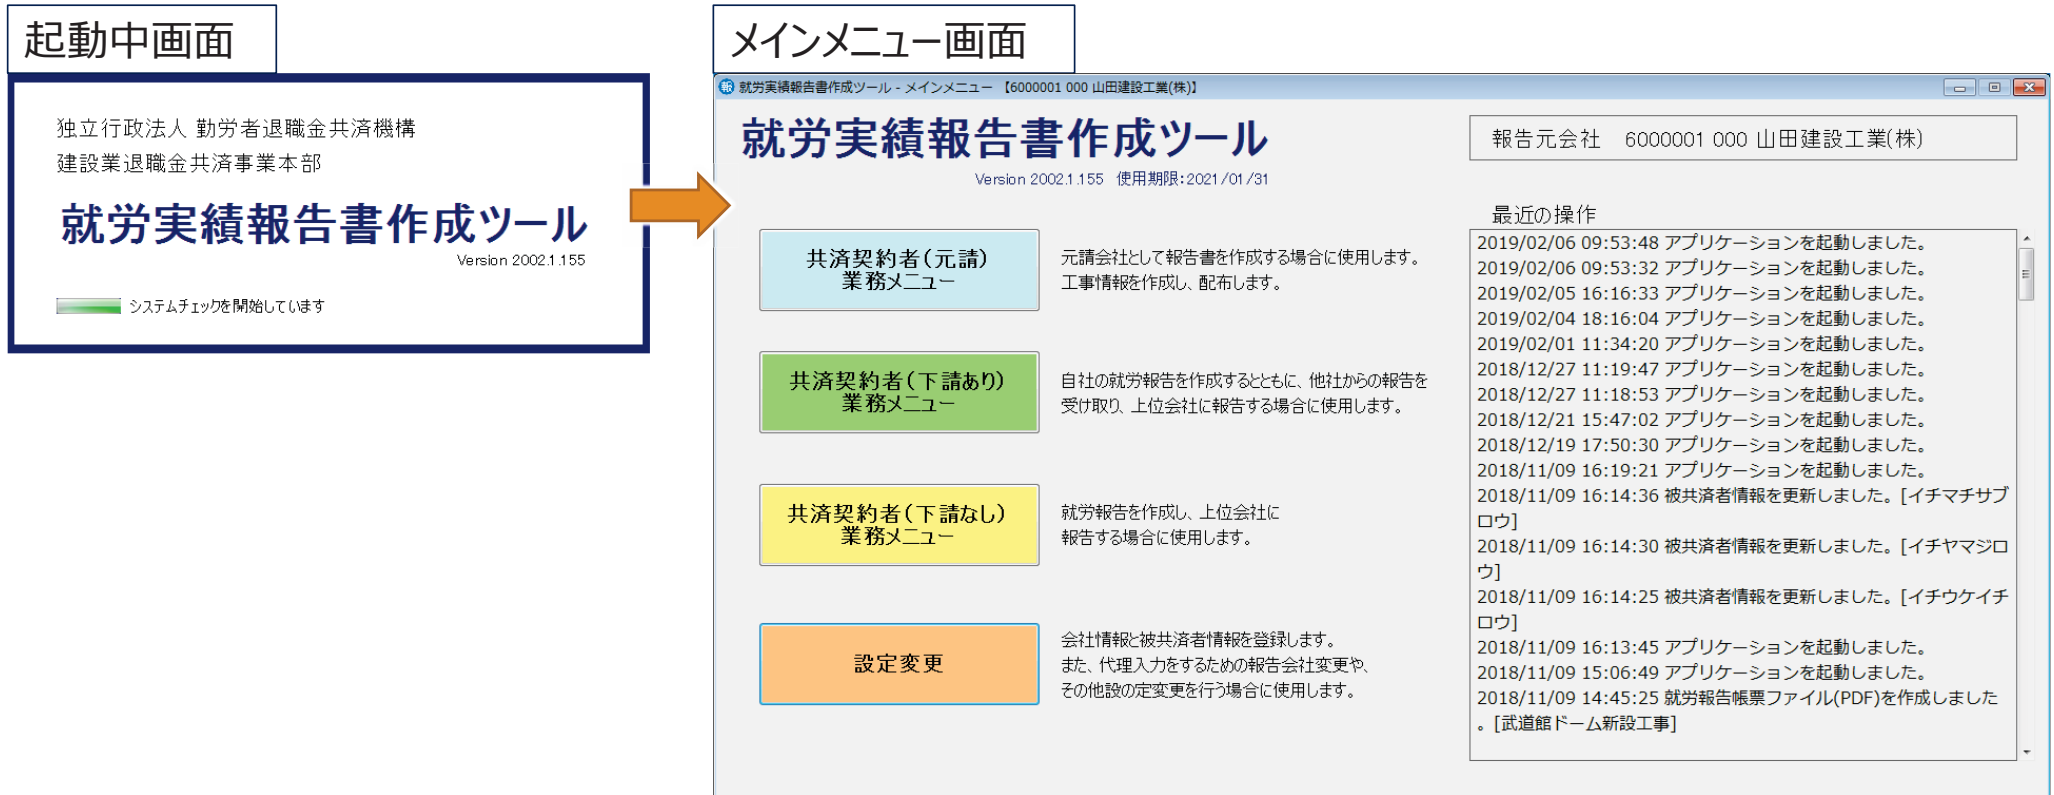 起動中画面
独立行政法人 勤労者退職金共済機構
建設業退職金共済事業本部
就労実績報告書作成ツール
Version 2002.1.155
システムチェックを開始しています
メインメニュー画面
報 就労実績報告書作成ツール - メインメニュー 【6000001 000 山田建設工業(株)】
就労実績報告書作成ツール
Version 2002.1.155 使用期限：2021/01/31
共済契約者(元請)
業務メニュー
元請会社として報告書を作成する場合に使用します。
工事情報を作成し、配布します。
共済契約者(下請あり)
業務メニュー
自社の就労報告を作成するとともに、他社からの報告を
受け取り、上位会社に報告する場合に使用します。
共済契約者(下請なし)
業務メニュー
就労報告を作成し、上位会社に
報告する場合に使用します。
設定変更
会社情報と被共済者情報を登録します。
また、代理入力をするための報告会社変更や、
その他設の定変更を行う場合に使用します。
報告元会社 6000001 000 山田建設工業(株)
最近の操作
2019/02/06 09:53:48 アプリケーションを起動しました。
2019/02/06 09:53:32 アプリケーションを起動しました。
2019/02/05 16:16:33 アプリケーションを起動しました。
2019/02/04 18:16:04 アプリケーションを起動しました。
2019/02/01 11:34:20 アプリケーションを起動しました。
2018/12/27 11:19:47 アプリケーションを起動しました。
2018/12/27 11:18:53 アプリケーションを起動しました。
2018/12/21 15:47:02 アプリケーションを起動しました。
2018/12/19 17:50:30 アプリケーションを起動しました。
2018/11/09 16:19:21 アプリケーションを起動しました。
2018/11/09 16:14:36 被共済者情報を更新しました。[イチマチサブ
ロウ]
2018/11/09 16:14:30 被共済者情報を更新しました。[イチヤマジロ
ウ]
2018/11/09 16:14:25 被共済者情報を更新しました。[イチウケイチ
ロウ]
2018/11/09 16:13:45 アプリケーションを起動しました。
2018/11/09 15:06:49 アプリケーションを起動しました。
2018/11/09 14:45:25 就労報告帳票ファイル(PDF)を作成しました
。[武道館ドーム新設工事]